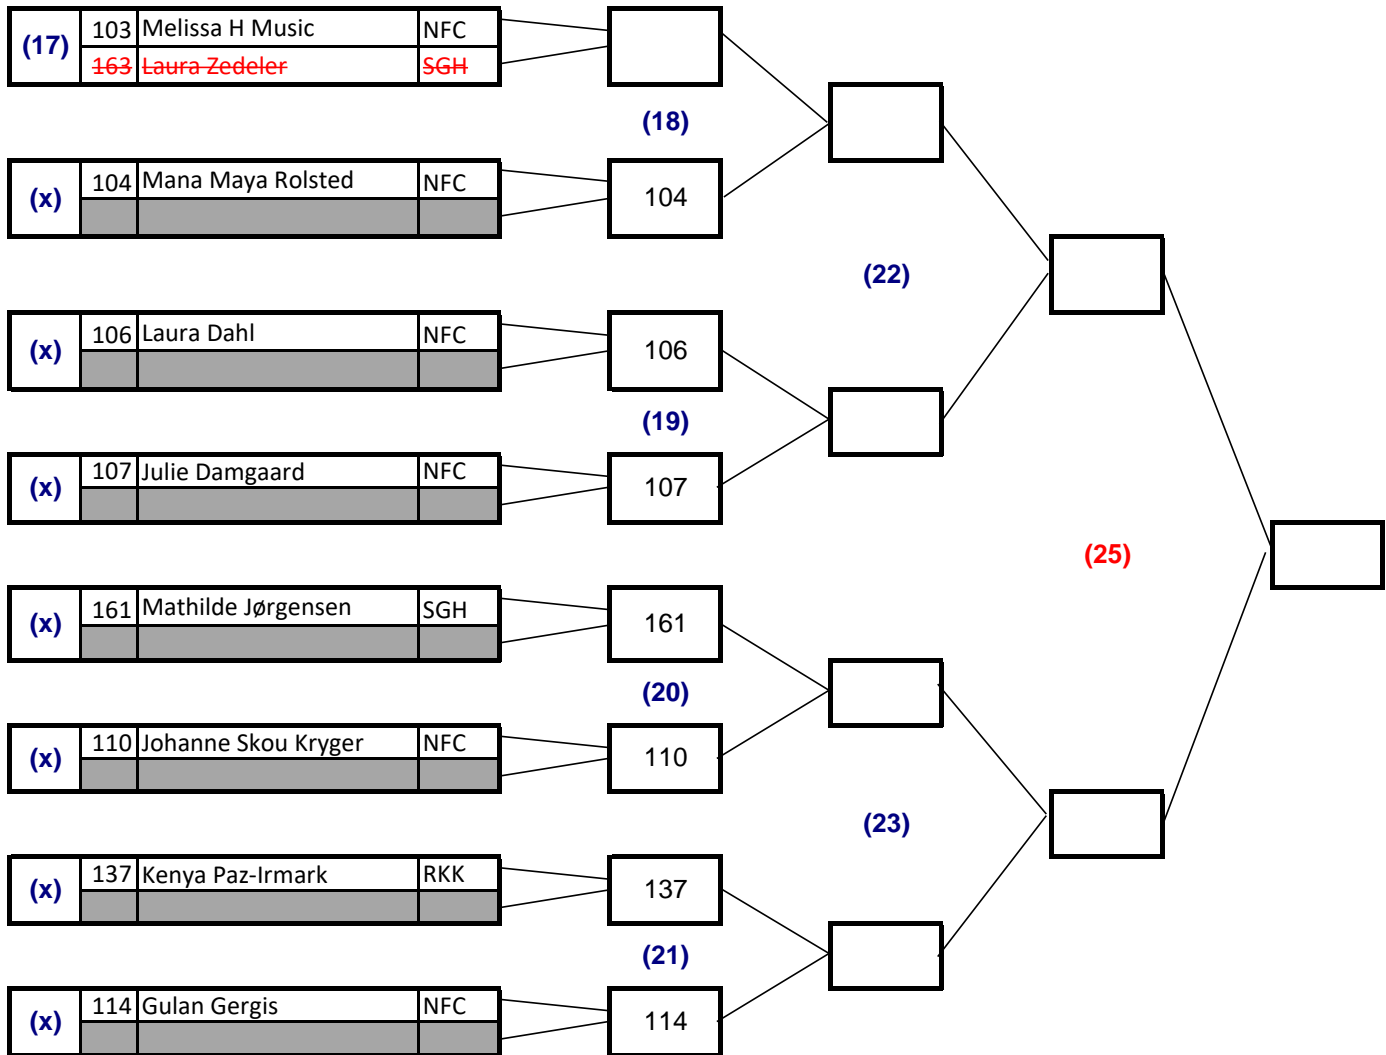 (17) 103 Melissa H Music NFC
163 Laura Zedeler SGH
(18)
(x) 104 Mana Maya Rolsted NFC 104
(22)
(x) 106 Laura Dahl NFC 106
(19)
(x) 107 Julie Damgaard NFC 107
(25)
(x) 161 Mathilde Jørgensen SGH 161
(20)
(x) 110 Johanne Skou Kryger NFC 110
(23)
(x) 137 Kenya Paz-Irmark RKK 137
(21)
(x) 114 Gulan Gergis NFC 114